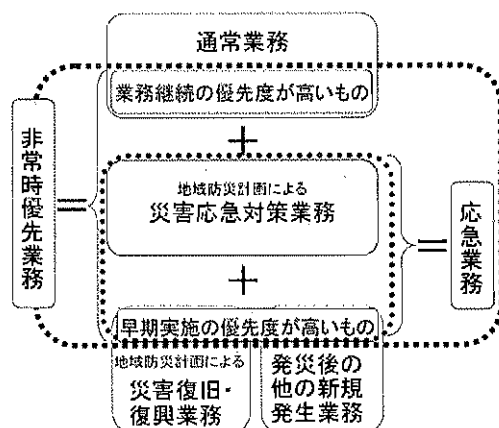 通常業務
業務継続の優先度が高いもの
+
非常時優先業務
=
地域防災計画による
災害応急対策業務
=
応急業務
+
早期実施の優先度が高いもの
地域防災計画による
災害復旧・
復興業務
発災後の
他の新規
発生業務